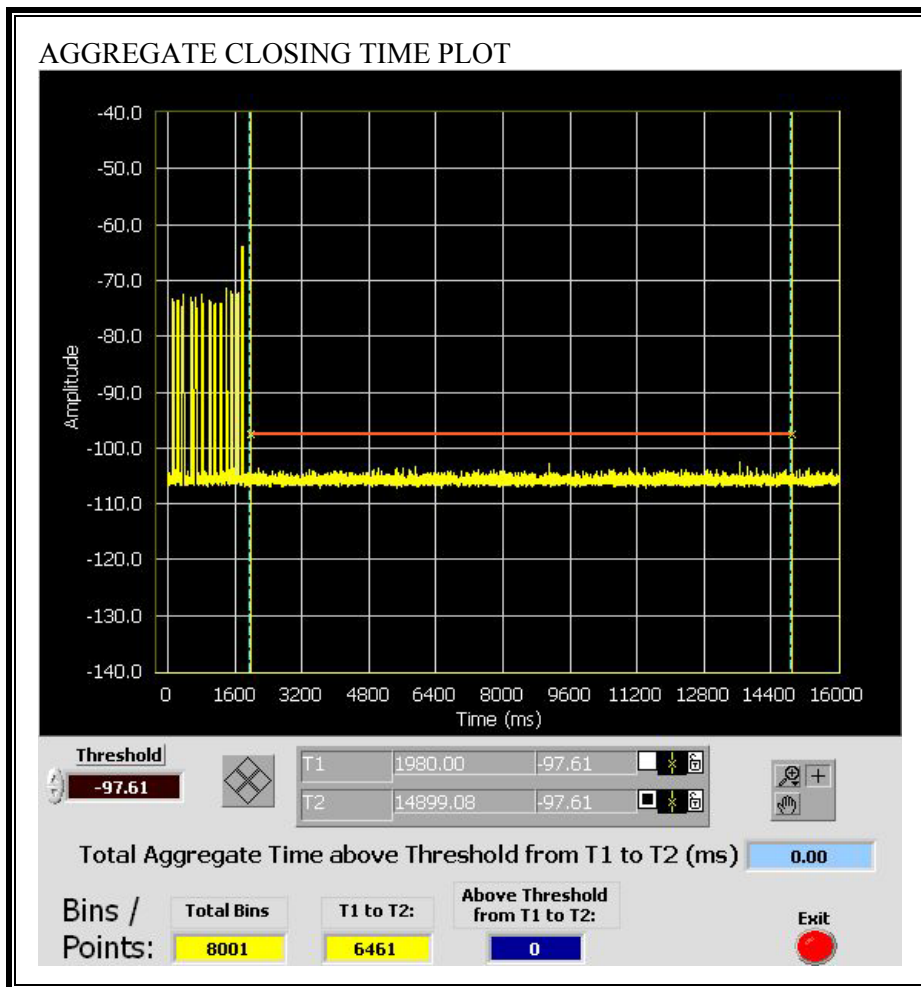 AGGREGATE CLOSING TIME PLOT
-40.0
-50.0
-60.0
-70.0
-80.0
-90.0
-100.0
-110.0
-120.0
-130.0
-140.0
Amplitude
0 1600 3200 4800 6400 8000 9600 11200 12800 14400 16000
Time (ms)
Threshold
-97.61
T1 1980.00 -97.61
T2 14899.08 -97.61
Total Aggregate Time above Threshold from T1 to T2 (ms) 0.00
Bins /
Points:
Total Bins
8001
T1 to T2:
6461
Above Threshold
from T1 to T2:
0
Exit